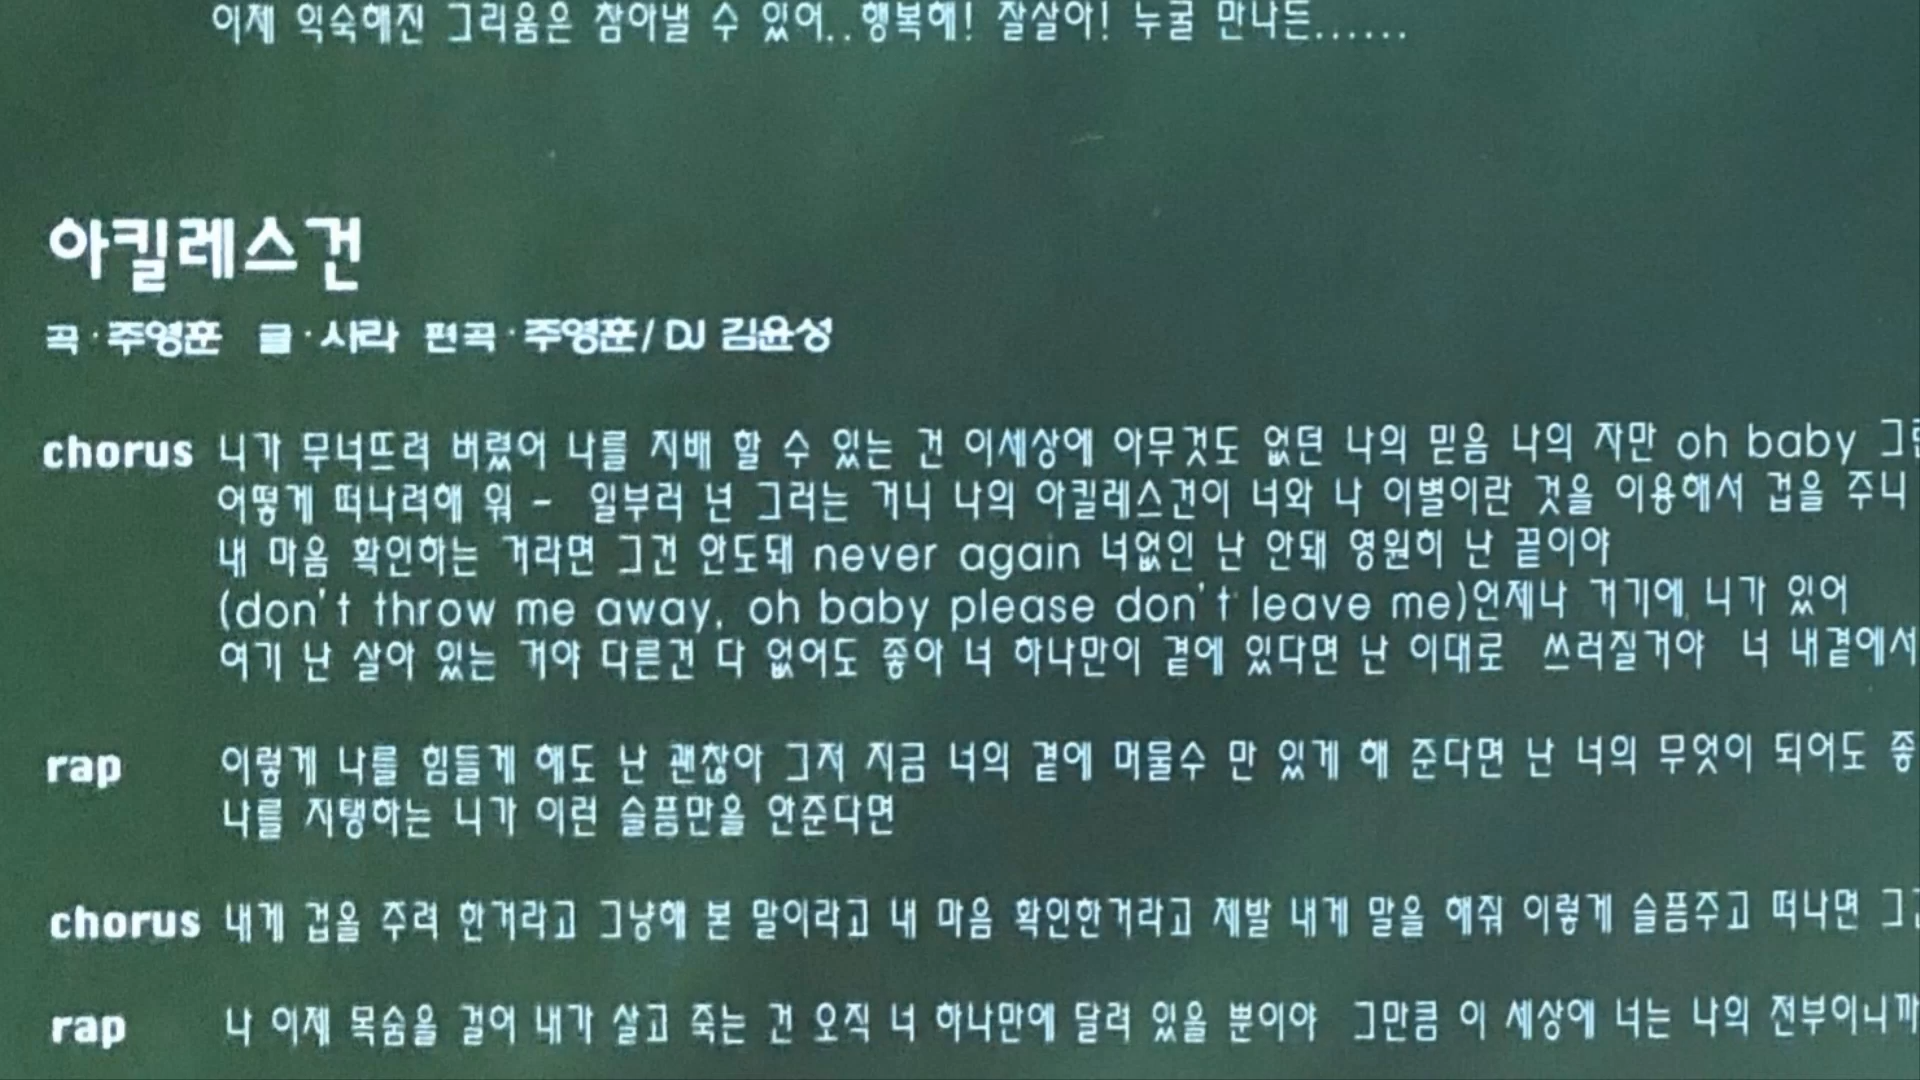 이제 익숙해진 그리움은 참아낼 수 있어..행복해! 잘살아! 누굴 만나든......
아킬레스건
곡·주영훈 글·사라 편곡·주영훈/ DJ 김윤성
chorus 니가 무너뜨려 버렸어 나를 지배 할 수 있는 건 이세상에 아무것도 없던 나의 믿음 나의 자만 oh baby
어떻게 떠나려해 워 - 일부러 넌 그러는 거니 나의 아킬레스건이 너와 나 이별이란 것을 이용해서 겁을 주니
내 마음 확인하는 거라면 그건 안도돼 never again 너없인 난 안돼 영원히 난 끝이야
(don't throw me away, oh baby please don't leave me)언제나 거기에 니가 있어
여기 난 살아 있는 거야 다른건 다 없어도 좋아 너 하나만이 곁에 있다면 난 이대로 쓰러질거야 너 내곁에서
rap 이렇게 나를 힘들게 해도 난 괜찮아 그저 지금 너의 곁에 머물수 만 있게 해 준다면 난 너의 무엇이 되어도 좋
나를 지탱하는 니가 이런 슬픔만을 안준다면
chorus 내게 겁을 주려 한거라고 그냥해 본 말이라고 내 마음 확인한거라고 제발 내게 말을 해줘 이렇게 슬픔주고 떠나면
rap 나 이제 목숨을 걸어 내가 살고 죽는 건 오직 너 하나만에 달려 있을 뿐이야 그만큼 이 세상에 너는 나의 전부이니까